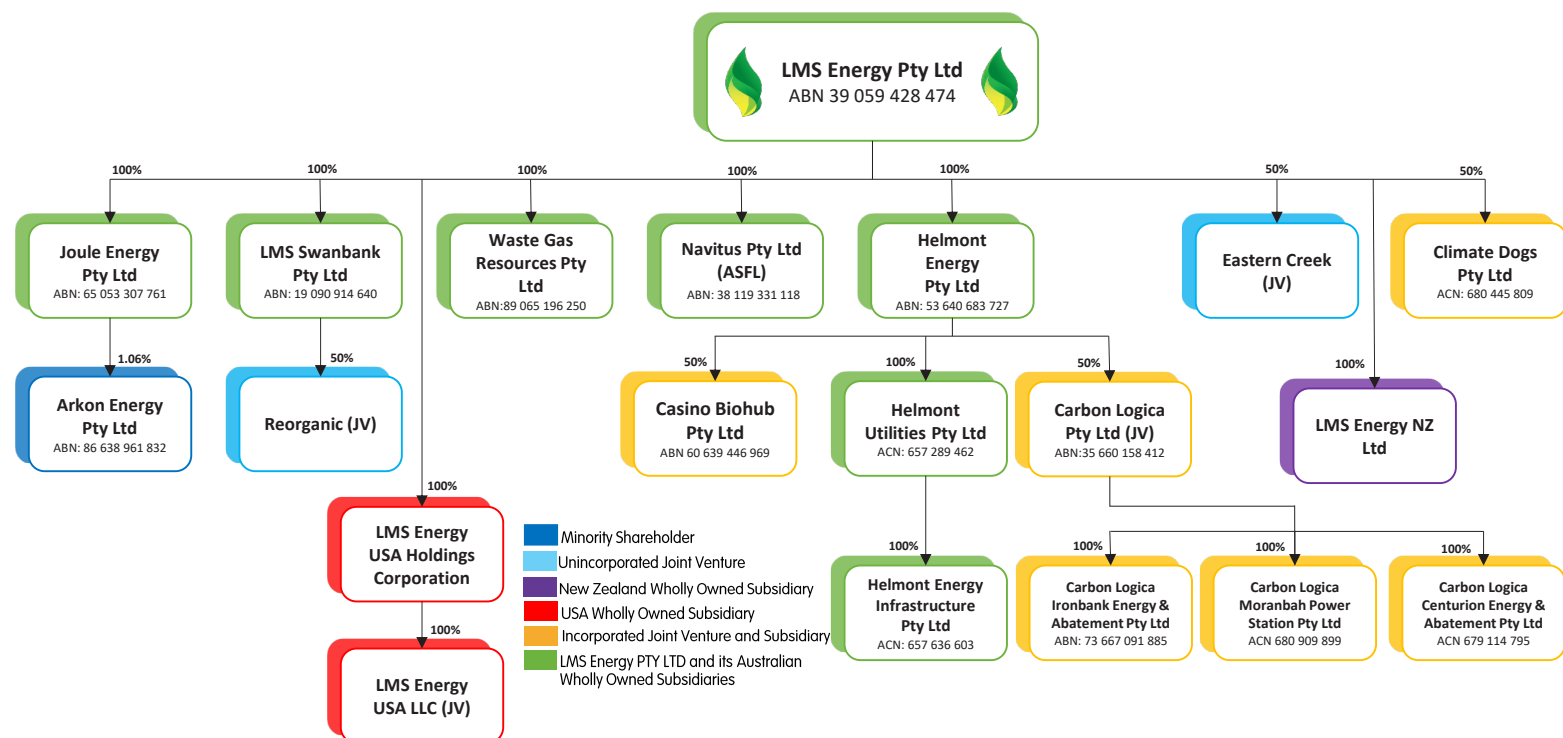 LMS Energy Pty Ltd
ABN 39 059 428 474
100%
100%
100%
100%
100%
50%
50%
Joule Energy
Pty Ltd
ABN: 65 053 307 761
LMS Swanbank
Pty Ltd
ABN: 19 090 914 640
Waste Gas
Resources Pty
Ltd
ABN:89 065 196 250
Navitus Pty Ltd
(ASFL)
ABN: 38 119 331 118
Helmont
Energy
Pty Ltd
ABN: 53 640 683 727
Eastern Creek
(JV)
Climate Dogs
Pty Ltd
ACN: 680 445 809
1.06%
50%
50%
100%
50%
100%
Arkon Energy
Pty Ltd
ABN: 86 638 961 832
Reorganic (JV)
Casino Biohub
Pty Ltd
ABN 60 639 446 969
Helmont
Utilities Pty Ltd
ACN: 657 289 462
Carbon Logica
Pty Ltd (JV)
ABN:35 660 158 412
LMS Energy NZ
Ltd
100%
LMS Energy
USA Holdings
Corporation
100%
LMS Energy
USA LLC (JV)
Minority Shareholder
Unincorporated Joint Venture
New Zealand Wholly Owned Subsidiary
USA Wholly Owned Subsidiary
Incorporated Joint Venture and Subsidiary
LMS Energy PTY LTD and its Australian
Wholly Owned Subsidiaries
100%
100%
100%
100%
Helmont Energy
Infrastructure
Pty Ltd
ACN: 657 636 603
Carbon Logica
Ironbank Energy &
Abatement Pty Ltd
ABN: 73 667 091 885
Carbon Logica
Moranbah Power
Station Pty Ltd
ACN 680 909 899
Carbon Logica
Centurion Energy &
Abatement Pty Ltd
ACN 679 114 795